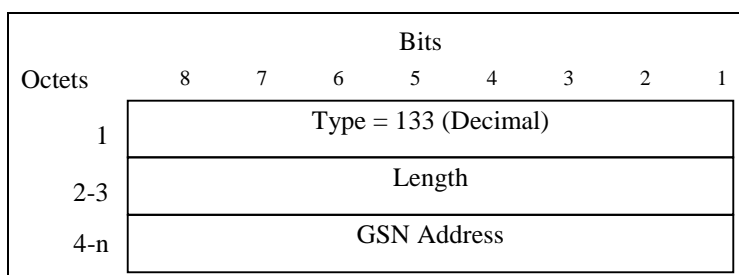 Bits
Octets 8 7 6 5 4 3 2 1
1 Type = 133 (Decimal)
2-3 Length
4-n GSN Address